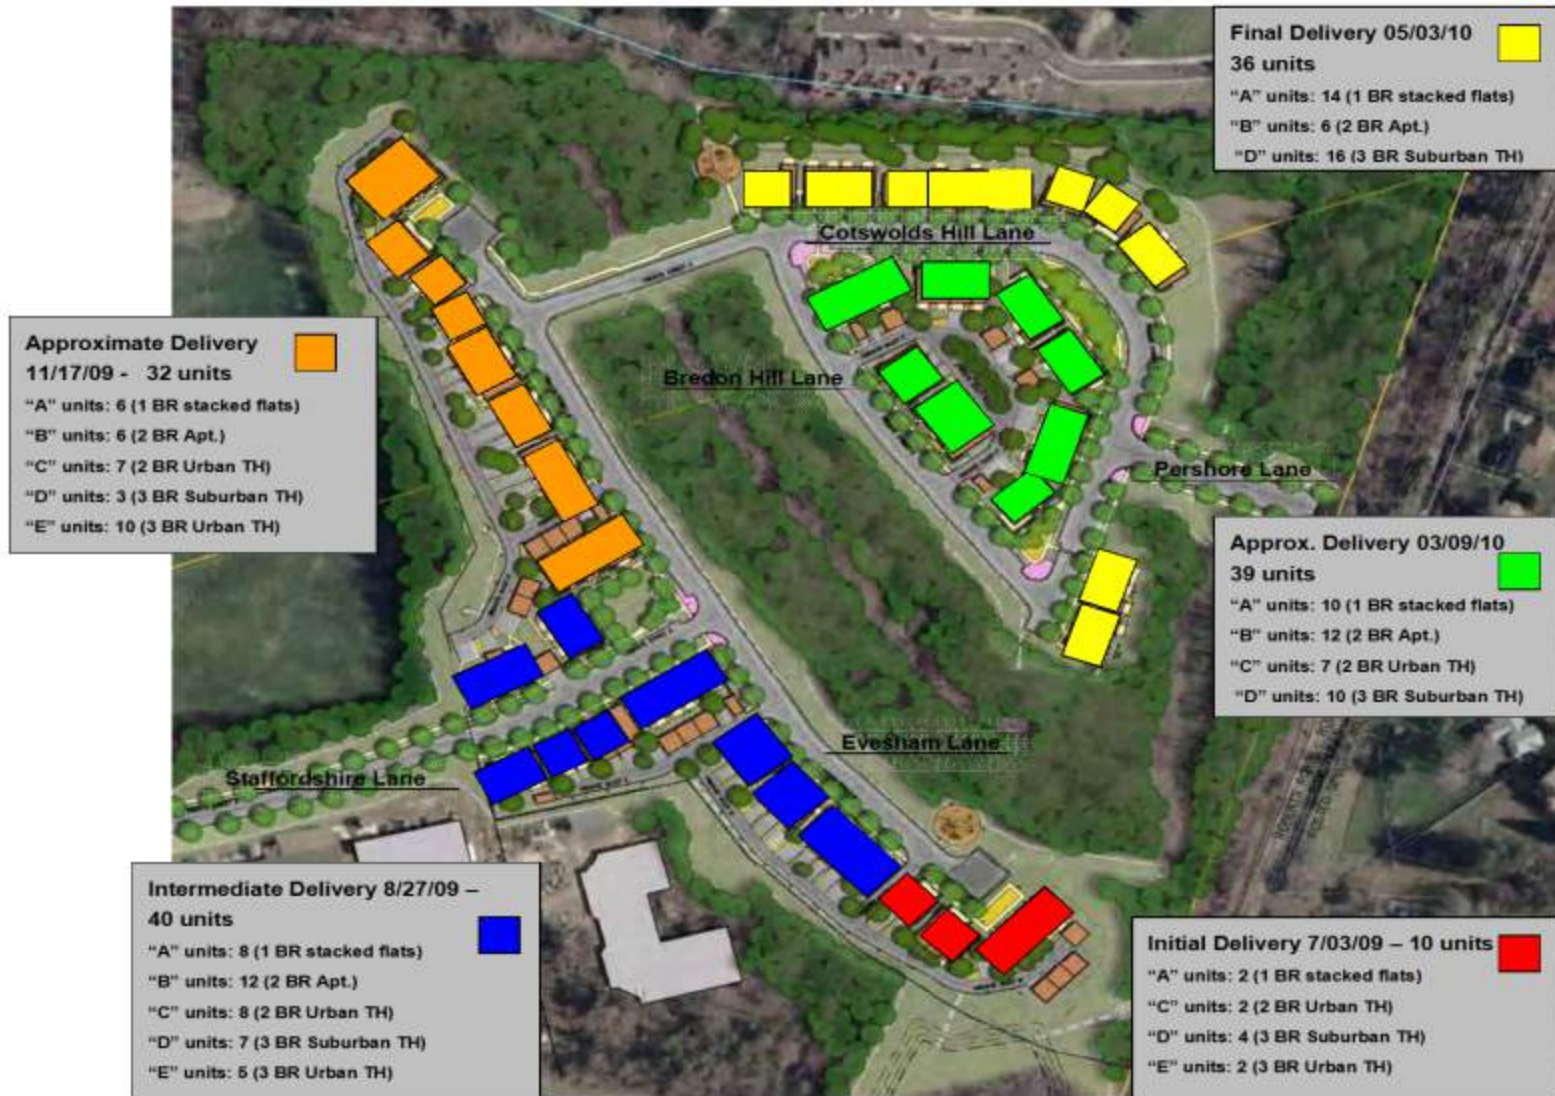 Final Delivery 05/03/10
36 units
“A” units: 14 (1 BR stacked flats)
“B” units: 6 (2 BR Apt.)
“D” units: 16 (3 BR Suburban TH)
Cotswolds Hill Lane
Approximate Delivery
11/17/09 - 32 units
“A” units: 6 (1 BR stacked flats)
“B” units: 6 (2 BR Apt.)
“C” units: 7 (2 BR Urban TH)
“D” units: 3 (3 BR Suburban TH)
“E” units: 10 (3 BR Urban TH)
Bredon Hill Lane
Pershore Lane
Approx. Delivery 03/09/10
39 units
“A” units: 10 (1 BR stacked flats)
“B” units: 12 (2 BR Apt.)
“C” units: 7 (2 BR Urban TH)
“D” units: 10 (3 BR Suburban TH)
Evesham Lane
Staffordshire Lane
Intermediate Delivery 8/27/09 –
40 units
“A” units: 8 (1 BR stacked flats)
“B” units: 12 (2 BR Apt.)
“C” units: 8 (2 BR Urban TH)
“D” units: 7 (3 BR Suburban TH)
“E” units: 5 (3 BR Urban TH)
Initial Delivery 7/03/09 – 10 units
“A” units: 2 (1 BR stacked flats)
“C” units: 2 (2 BR Urban TH)
“D” units: 4 (3 BR Suburban TH)
“E” units: 2 (3 BR Urban TH)